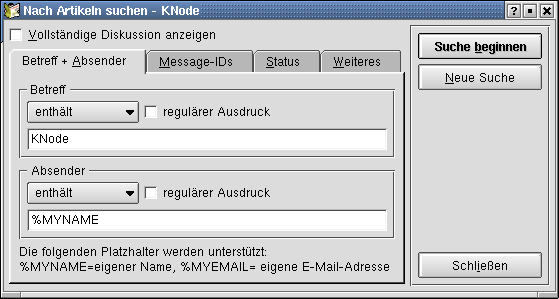 Nach Artikeln suchen - KNode
Vollständige Diskussion anzeigen
Betreff + Absender
Message-IDs
Status
Weiteres
Betreff
enthält
regulärer Ausdruck
KNode
Absender
enthält
regulärer Ausdruck
%MYNAME
Die folgenden Platzhalter werden unterstützt:
%MYNAME=eigener Name, %MYEMAIL= eigene E-Mail-Adresse
Suche beginnen
Neue Suche
Schließen